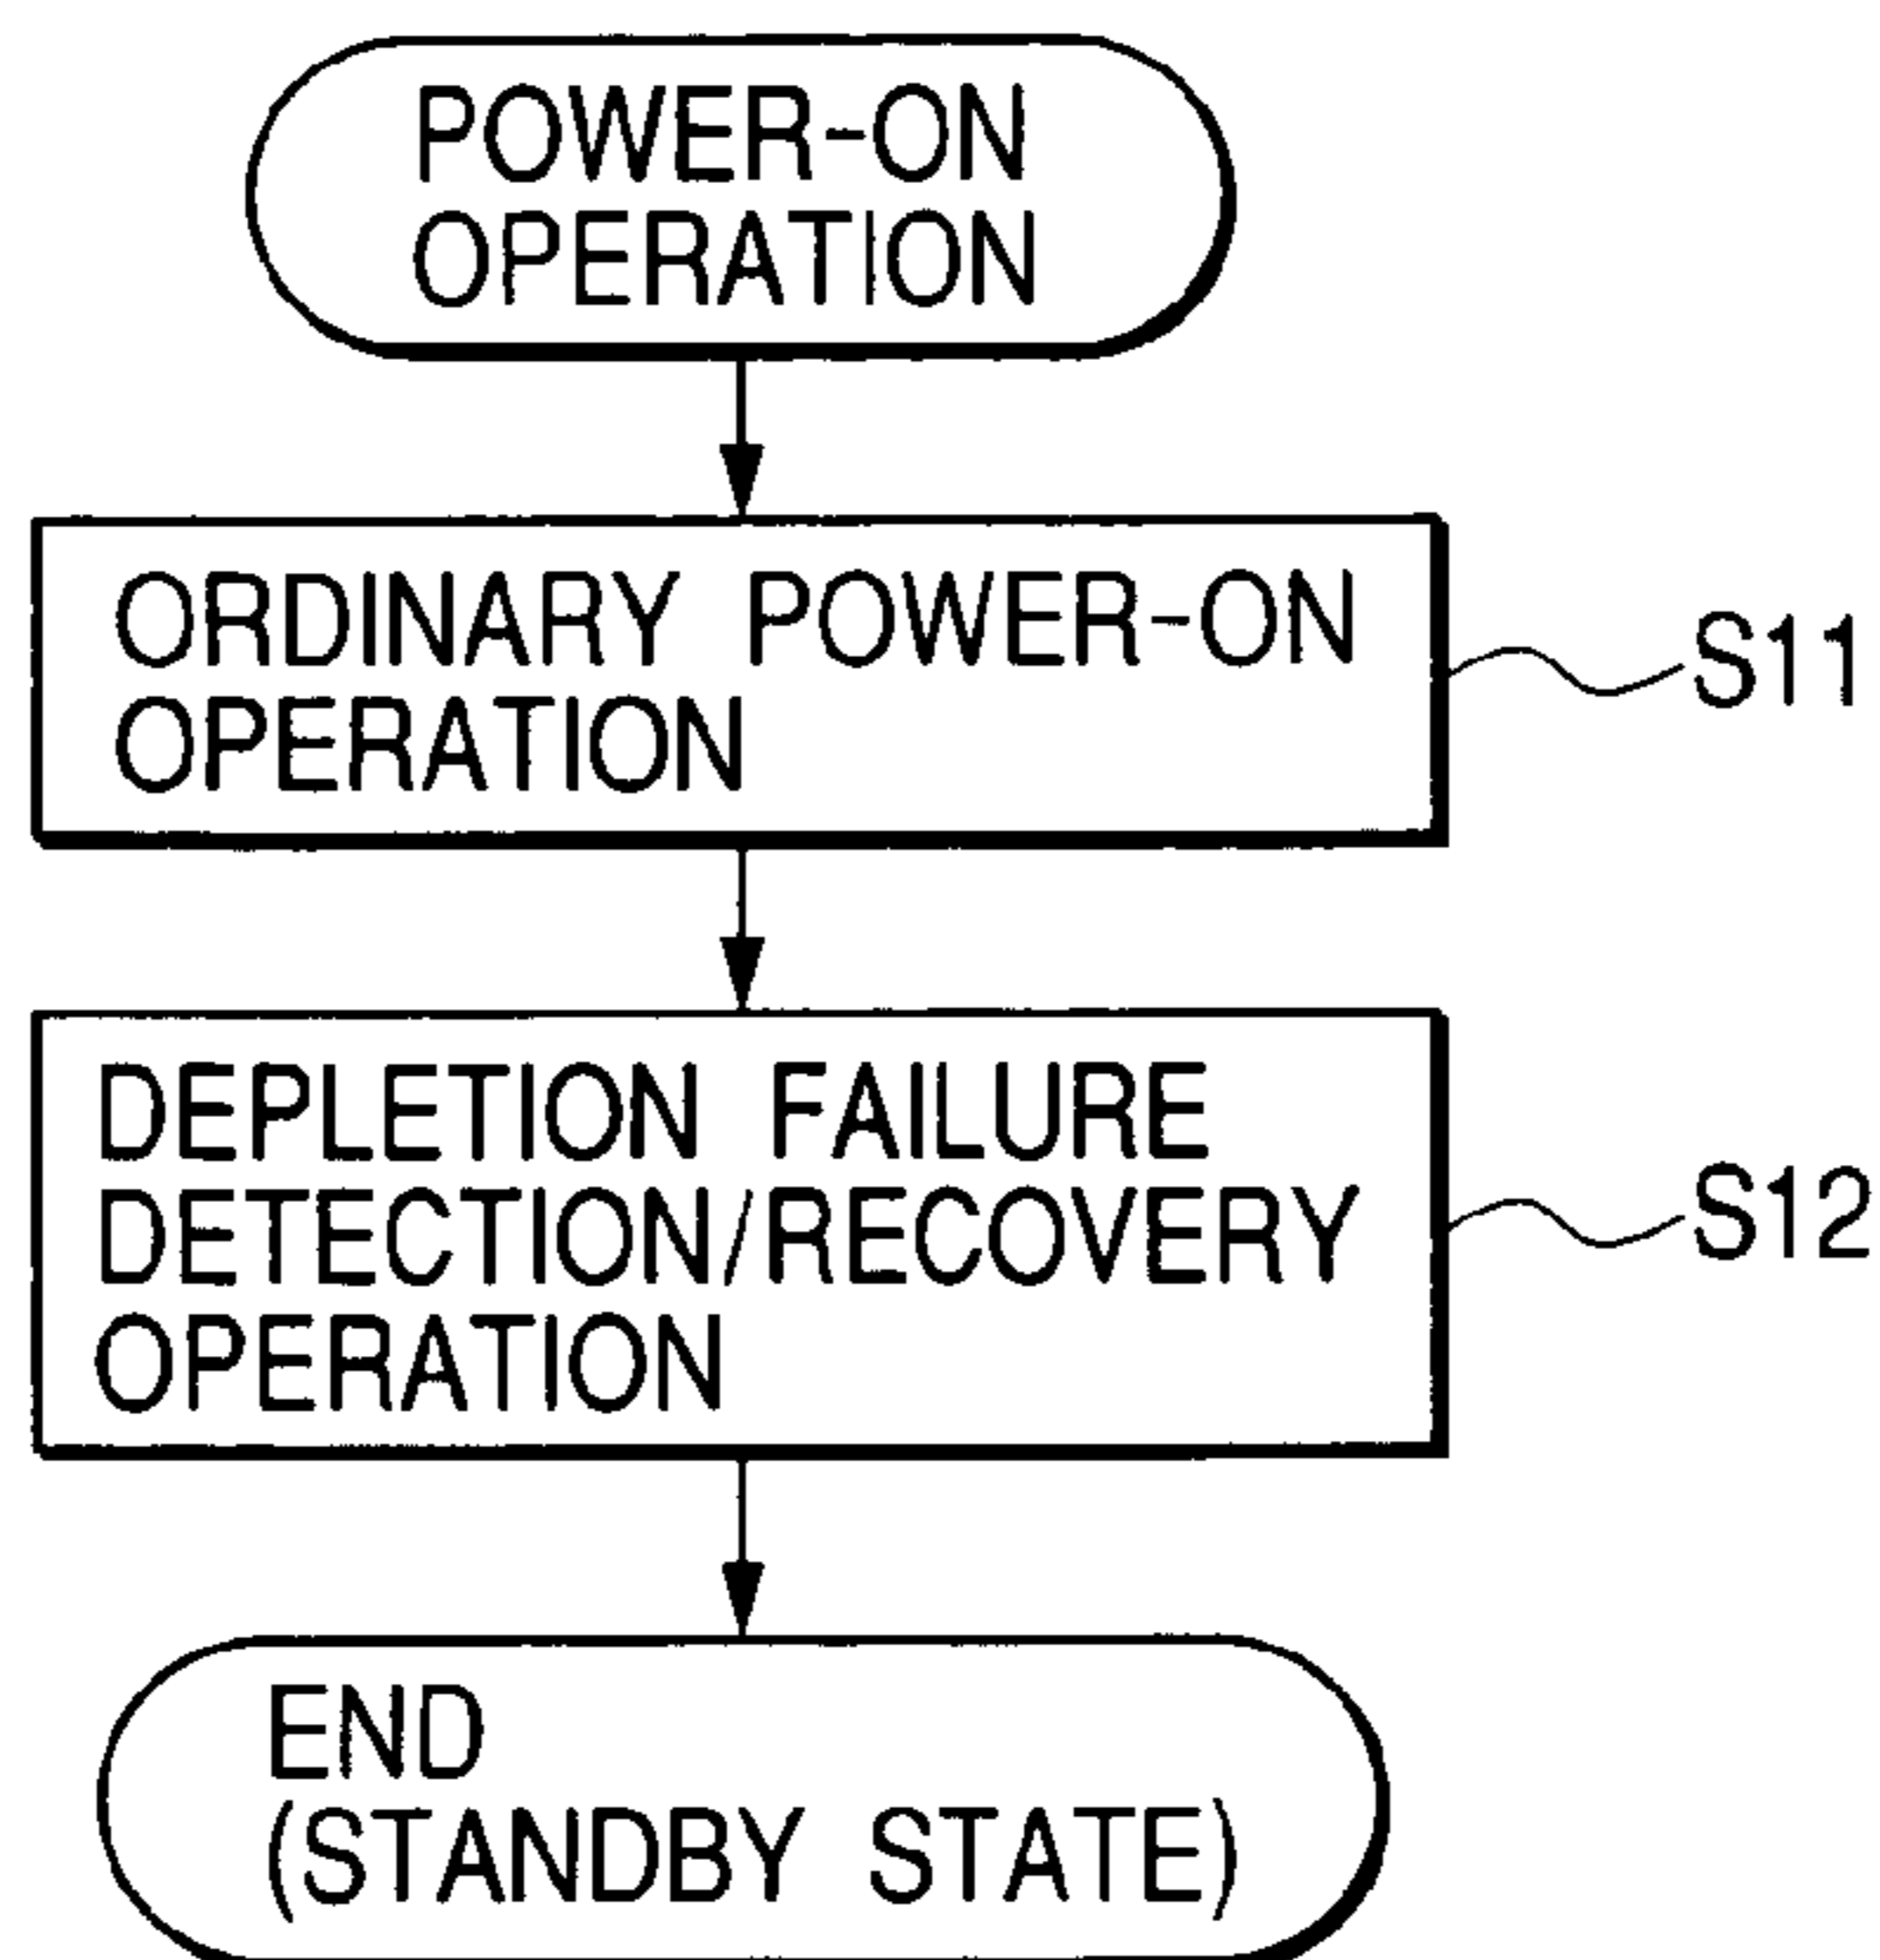 POWER-ON
OPERATION
ORDINARY POWER-ON
OPERATION
S11
DEPLETION FAILURE
DETECTION/RECOVERY
OPERATION
S12
END
(STANDBY STATE)